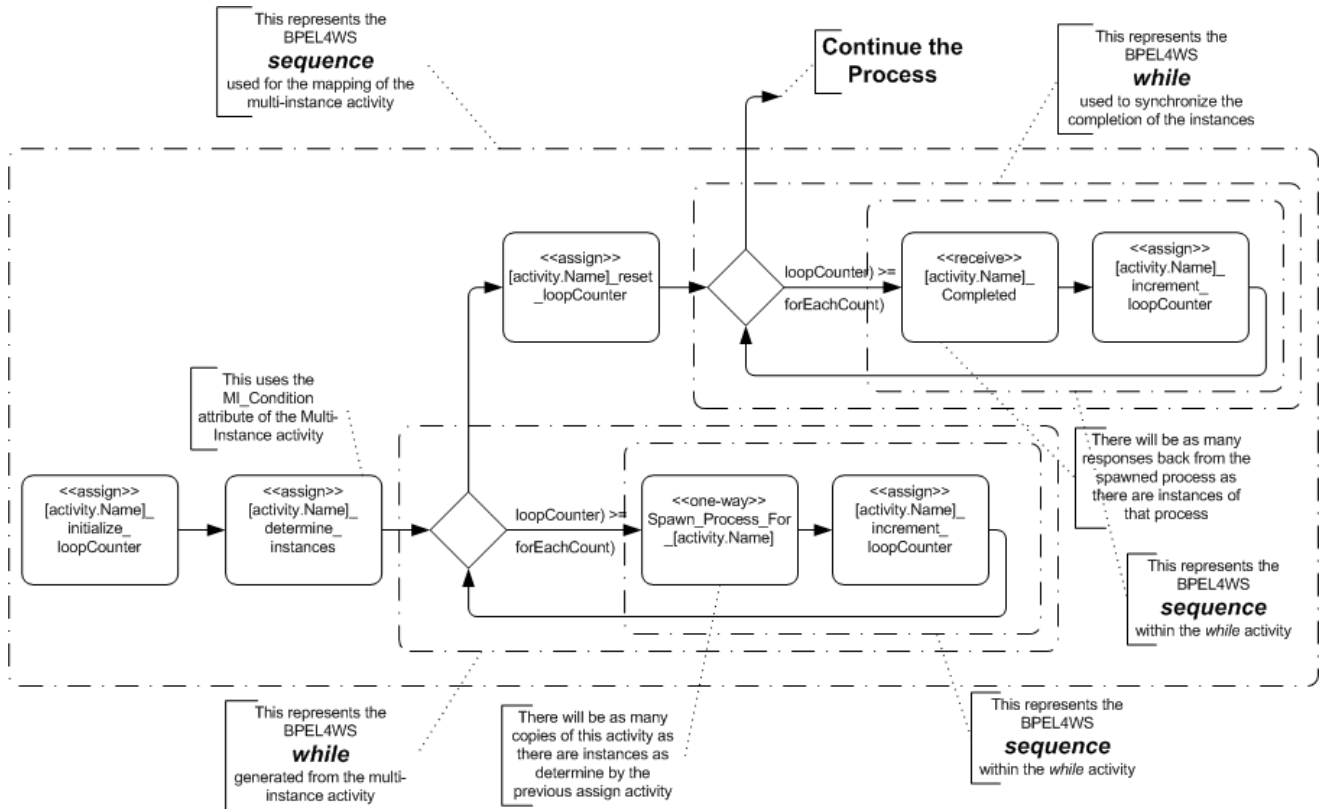 This represents the
BPEL4WS
sequence
used for the mapping of the
multi-instance activity
Continue the
Process
This represents the
BPEL4WS
while
used to synchronize the
completion of the instances
<<assign>>
[activity.Name]_reset
_loopCounter
loopCounter) >=
forEachCount)
<<receive>>
[activity.Name]_
Completed
<<assign>>
[activity.Name]_
increment_
loopCounter
This uses the
MI_Condition
attribute of the Multi-
Instance activity
There will be as many
responses back from the
spawned process as
there are instances of
that process
<<assign>>
[activity.Name]_
initialize_
loopCounter
<<assign>>
[activity.Name]_
determine_
instances
loopCounter) >=
forEachCount)
<<one-way>>
Spawn_Process_For
_[activity.Name]
<<assign>>
[activity.Name]_
increment_
loopCounter
This represents the
BPEL4WS
sequence
within the while activity
This represents the
BPEL4WS
while
generated from the multi-
instance activity
There will be as many
copies of this activity as
there are instances as
determine by the
previous assign activity
This represents the
BPEL4WS
sequence
within the while activity